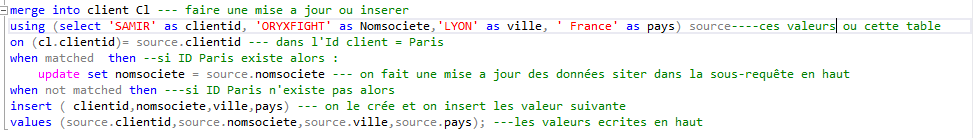 merge into client Cl --- faire une mise a jour ou inserer
using (select 'SAMIR' as clientid, 'ORYXFIGHT' as Nomsociete,'LYON' as ville, ' France' as pays) source----ces valeurs ou cette table
on (cl.clientid)= source.clientid --- dans l'Id client = Paris
when matched  then --si ID Paris existe alors :
    update set nomsociete = source.nomsociete --- on fait une mise a jour des données siter dans la sous-requête en haut
when not matched then ---si ID Paris n'existe pas alors
insert ( clientid,nomsociete,ville,pays) --- on le crée et on insert les valeur suivante
values (source.clientid,source.nomsociete,source.ville,source.pays); ---les valeurs ecrites en haut